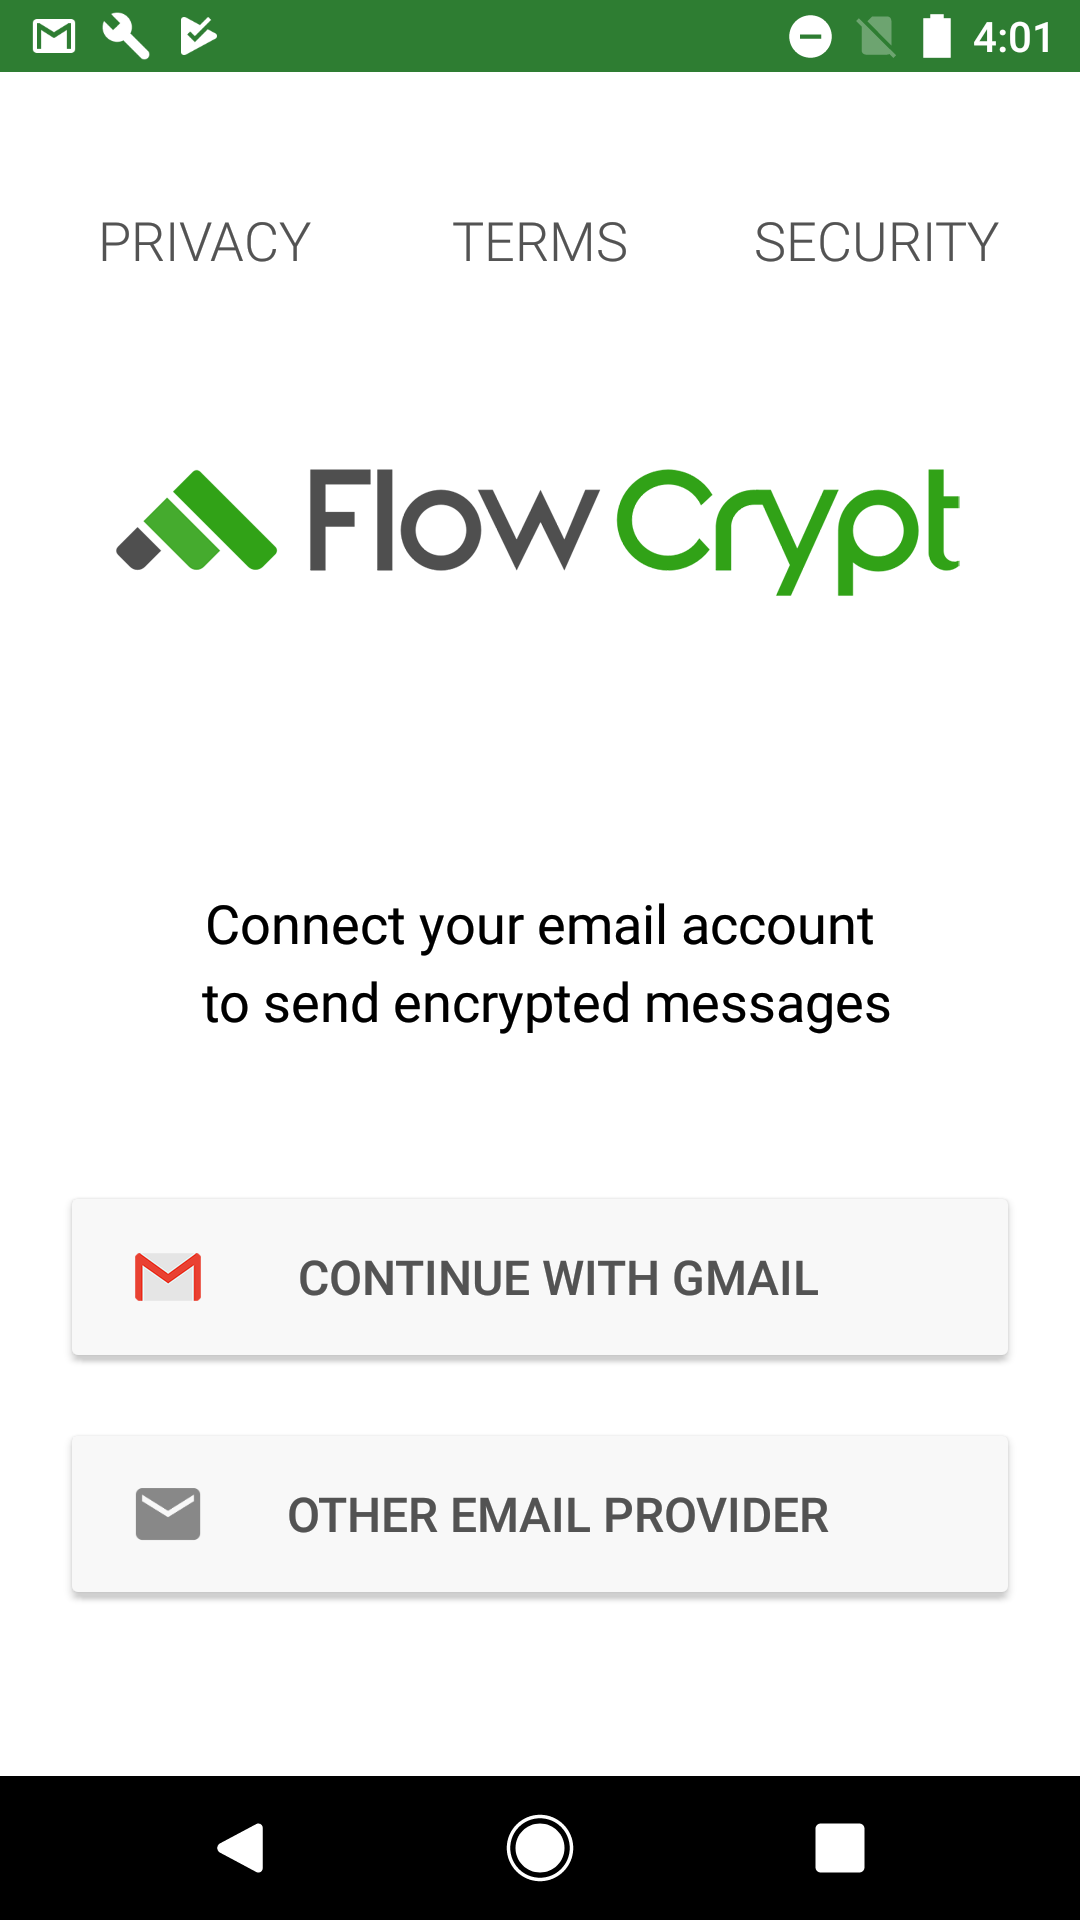 4:01
PRIVACY TERMS SECURITY
FlowCrypt
Connect your email account
to send encrypted messages
CONTINUE WITH GMAIL
OTHER EMAIL PROVIDER